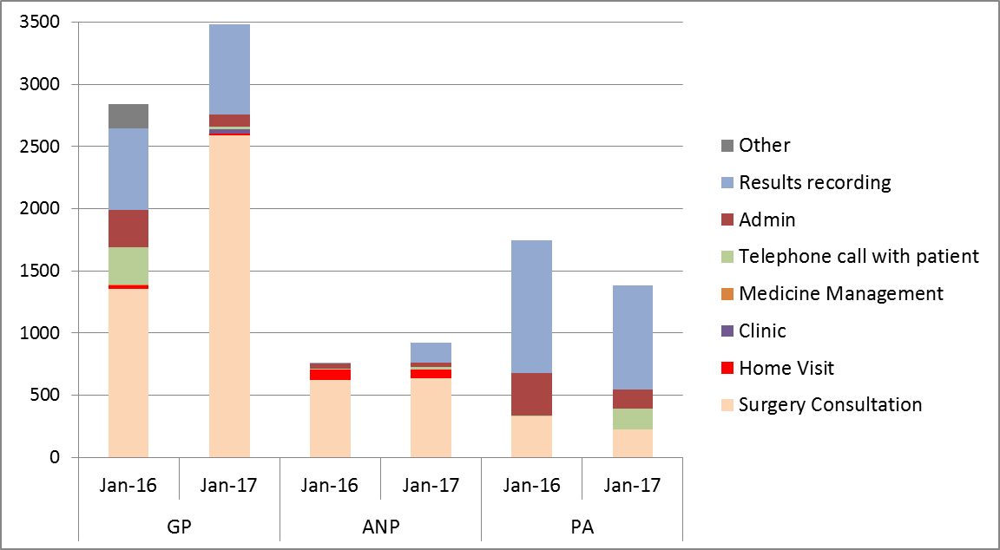 3500
3000
2500
2000
1500
1000
500
0
Jan-16 Jan-17 Jan-16 Jan-17 Jan-16 Jan-17
GP ANP PA
Other
Results recording
Admin
Telephone call with patient
Medicine Management
Clinic
Home Visit
Surgery Consultation